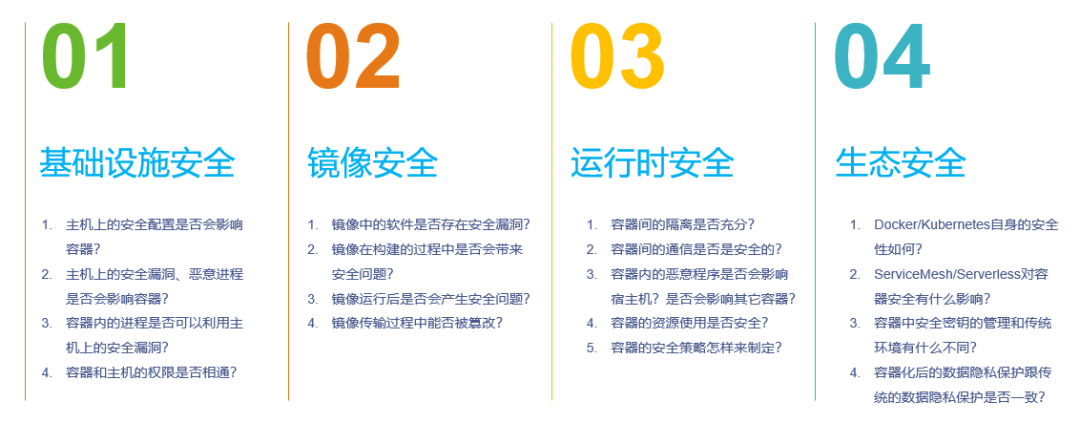 01
基础设施安全
1. 主机上的安全配置是否会影响
容器?
2. 主机上的安全漏洞、恶意进程
是否会影响容器?
3. 容器内的进程是否可以利用主
机上的安全漏洞?
4. 容器和主机的权限是否相通?
02
镜像安全
1. 镜像中的软件是否存在安全漏洞?
2. 镜像在构建的过程中是否会带来
安全问题?
3. 镜像运行后是否会产生安全问题?
4. 镜像传输过程中能否被篡改?
03
运行时安全
1. 容器间的隔离是否充分?
2. 容器间的通信是否是安全的?
3. 容器内的恶意程序是否会影响
宿主机? 是否会影响其它容器?
4. 容器的资源使用是否安全?
5. 容器的安全策略怎样来制定?
04
生态安全
1. Docker/Kubernetes自身的安全
性如何?
2. ServiceMesh/Serverless对容
器安全有什么影响?
3. 容器中安全密钥的管理和传统
环境有什么不同?
4. 容器化后的数据隐私保护跟传
统的数据隐私保护是否一致?